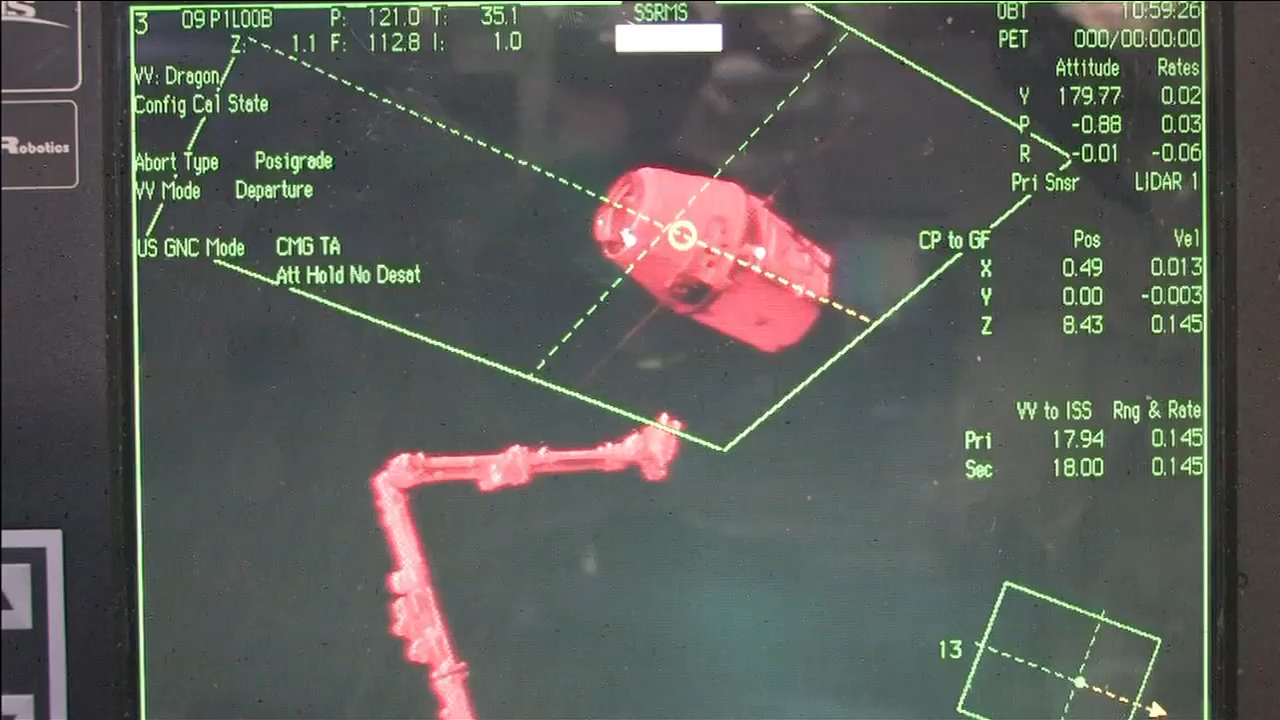 S
Robotics
3 09 P1LOOB P: 121.0 T: 35.1
Z: 1.1 F: 112.8 I: 1.0
SSRMS
OBT 10:59:26
PET 000/00:00:00
VV: Dragon
Config Cal State
Abort Type Posigrade
VV Mode Departure
US GNC Mode CMG TA
Att Hold No Desat
Attitude Rates
Y 179.77 0.02
P -0.88 0.03
R -0.01 -0.06
Pri Snsr LIDAR 1
CP to GF Pos Vel
X 0.49 0.013
Y 0.00 -0.003
Z 8.43 0.145
VV to ISS Rng & Rate
Pri 17.94 0.145
Sec 18.00 0.145
13